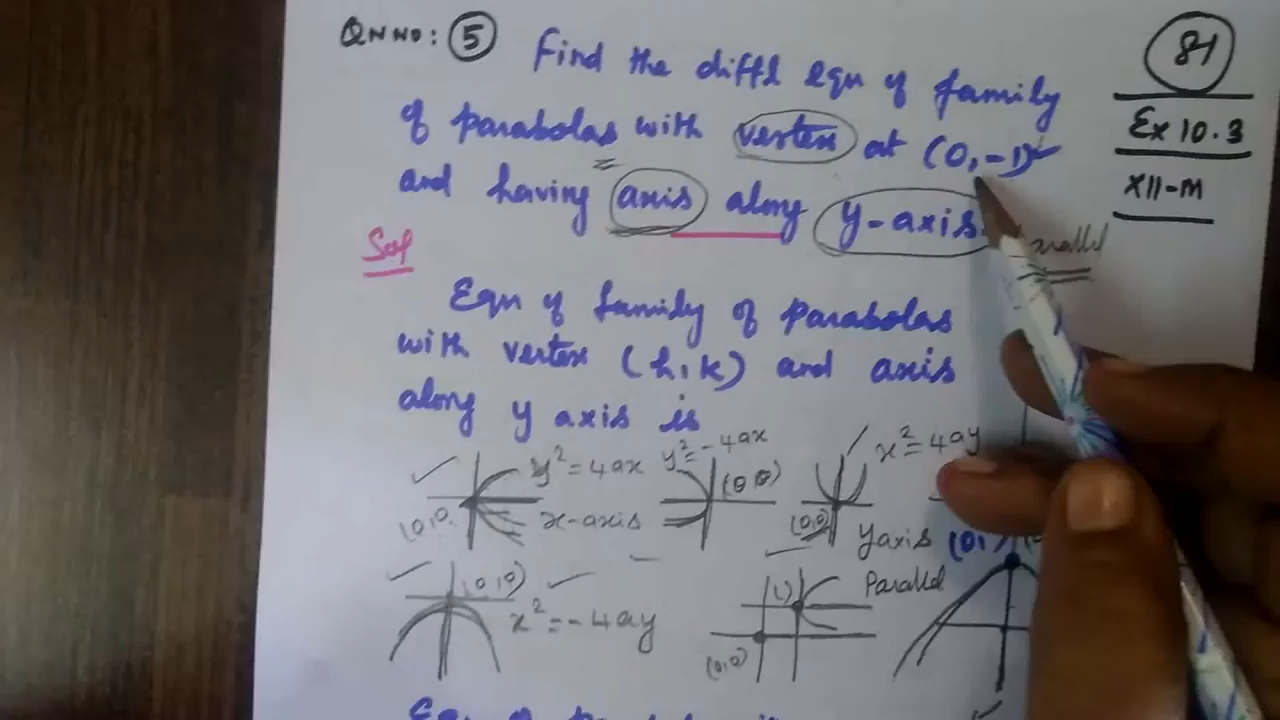 QNNO: 5 Find the diffl eqn of family
of parabolas with vertex at (0,-1)
and having axis along y-axis.
81
Ex 10.3
XII-M
Sol
Eqn of family of parabolas
with vertex (h,k) and axis
along y axis is
y²=4ax y²=-4ax x²=4ay
(0,0) x-axis (0,0) (0,0) y axis (0,
(0,0) x²=-4ay Parallel
(0,0)